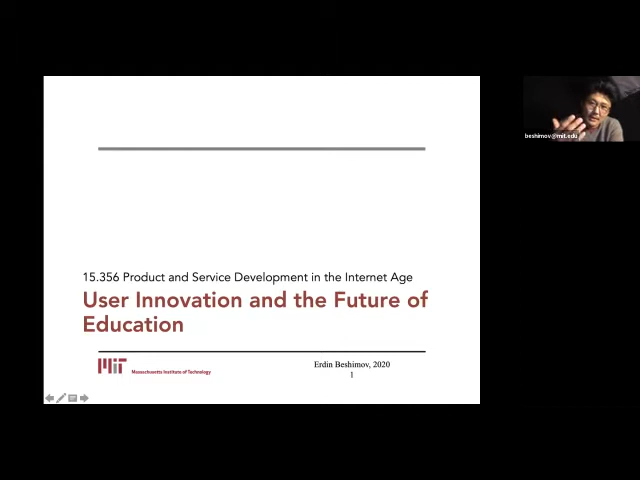 beshimov@mit.edu
15.356 Product and Service Development in the Internet Age
User Innovation and the Future of
Education
MIT
Massachusetts Institute of Technology
Erdin Beshimov, 2020
1